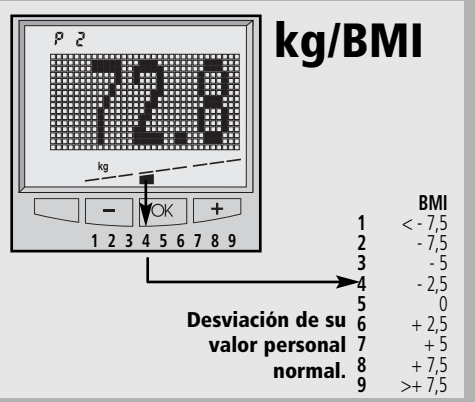 kg/BMI
P 2
72.8
kg
− OK +
1 2 3 4 5 6 7 8 9
BMI
1 < - 7,5
2 - 7,5
3 - 5
4 - 2,5
5 0
Desviación de su 6 + 2,5
valor personal 7 + 5
normal. 8 + 7,5
9 >+ 7,5